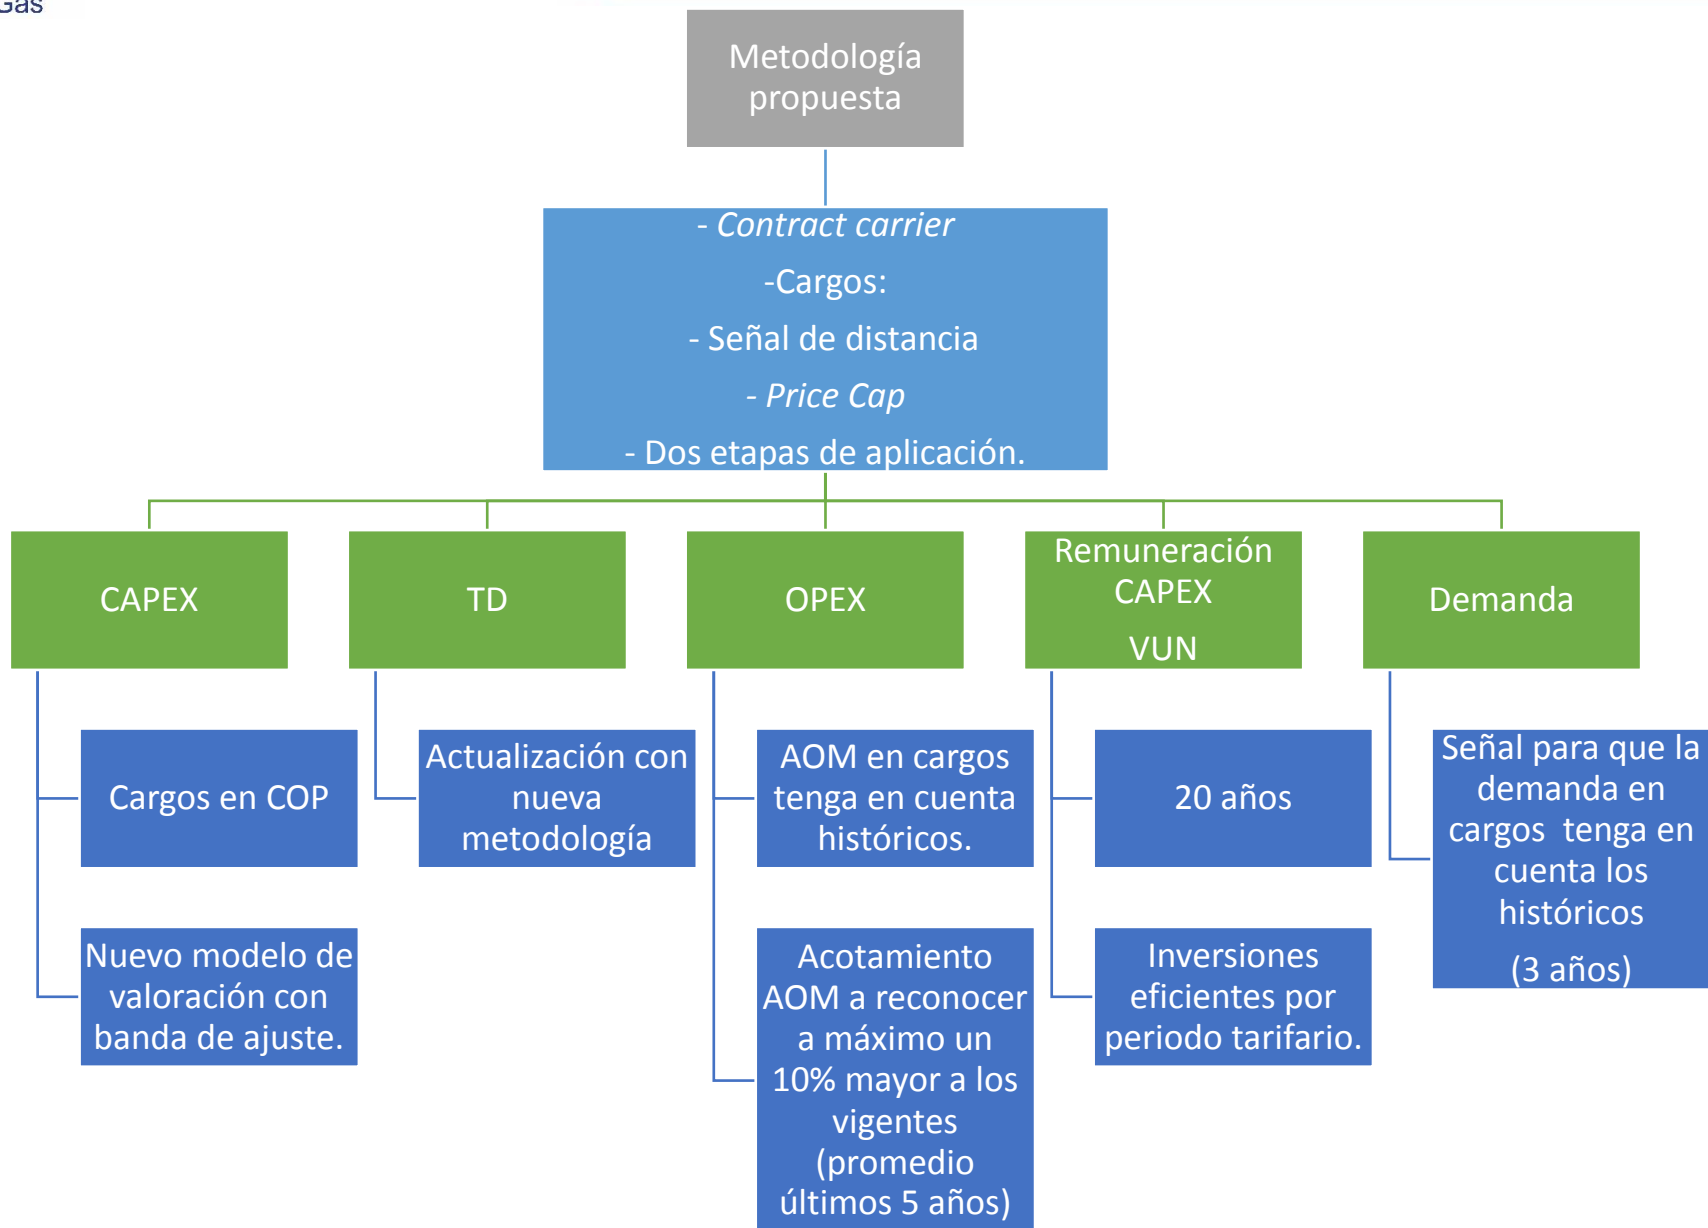 Gas
Metodología
propuesta
- Contract carrier
-Cargos:
- Señal de distancia
- Price Cap
- Dos etapas de aplicación.
CAPEX
Cargos en COP
Nuevo modelo de
valoración con
banda de ajuste.
TD
Actualización con
nueva
metodología
OPEX
AOM en cargos
tenga en cuenta
históricos.
Acotamiento
AOM a reconocer
a máximo un
10% mayor a los
vigentes
(promedio
últimos 5 años)
Remuneración
CAPEX
VUN
20 años
Inversiones
eficientes por
periodo tarifario.
Demanda
Señal para que la
demanda en
cargos  tenga en
cuenta los
históricos
(3 años)